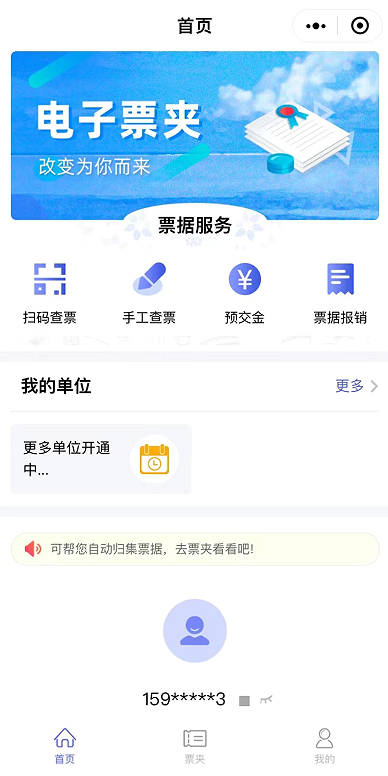 首页
电子票夹
改变为你而来
票据服务
扫码查票
手工查票
预交金
票据报销
我的单位
更多
更多单位开通
中...
可帮您自动归集票据，去票夹看看吧!
159*****3
首页
票夹
我的